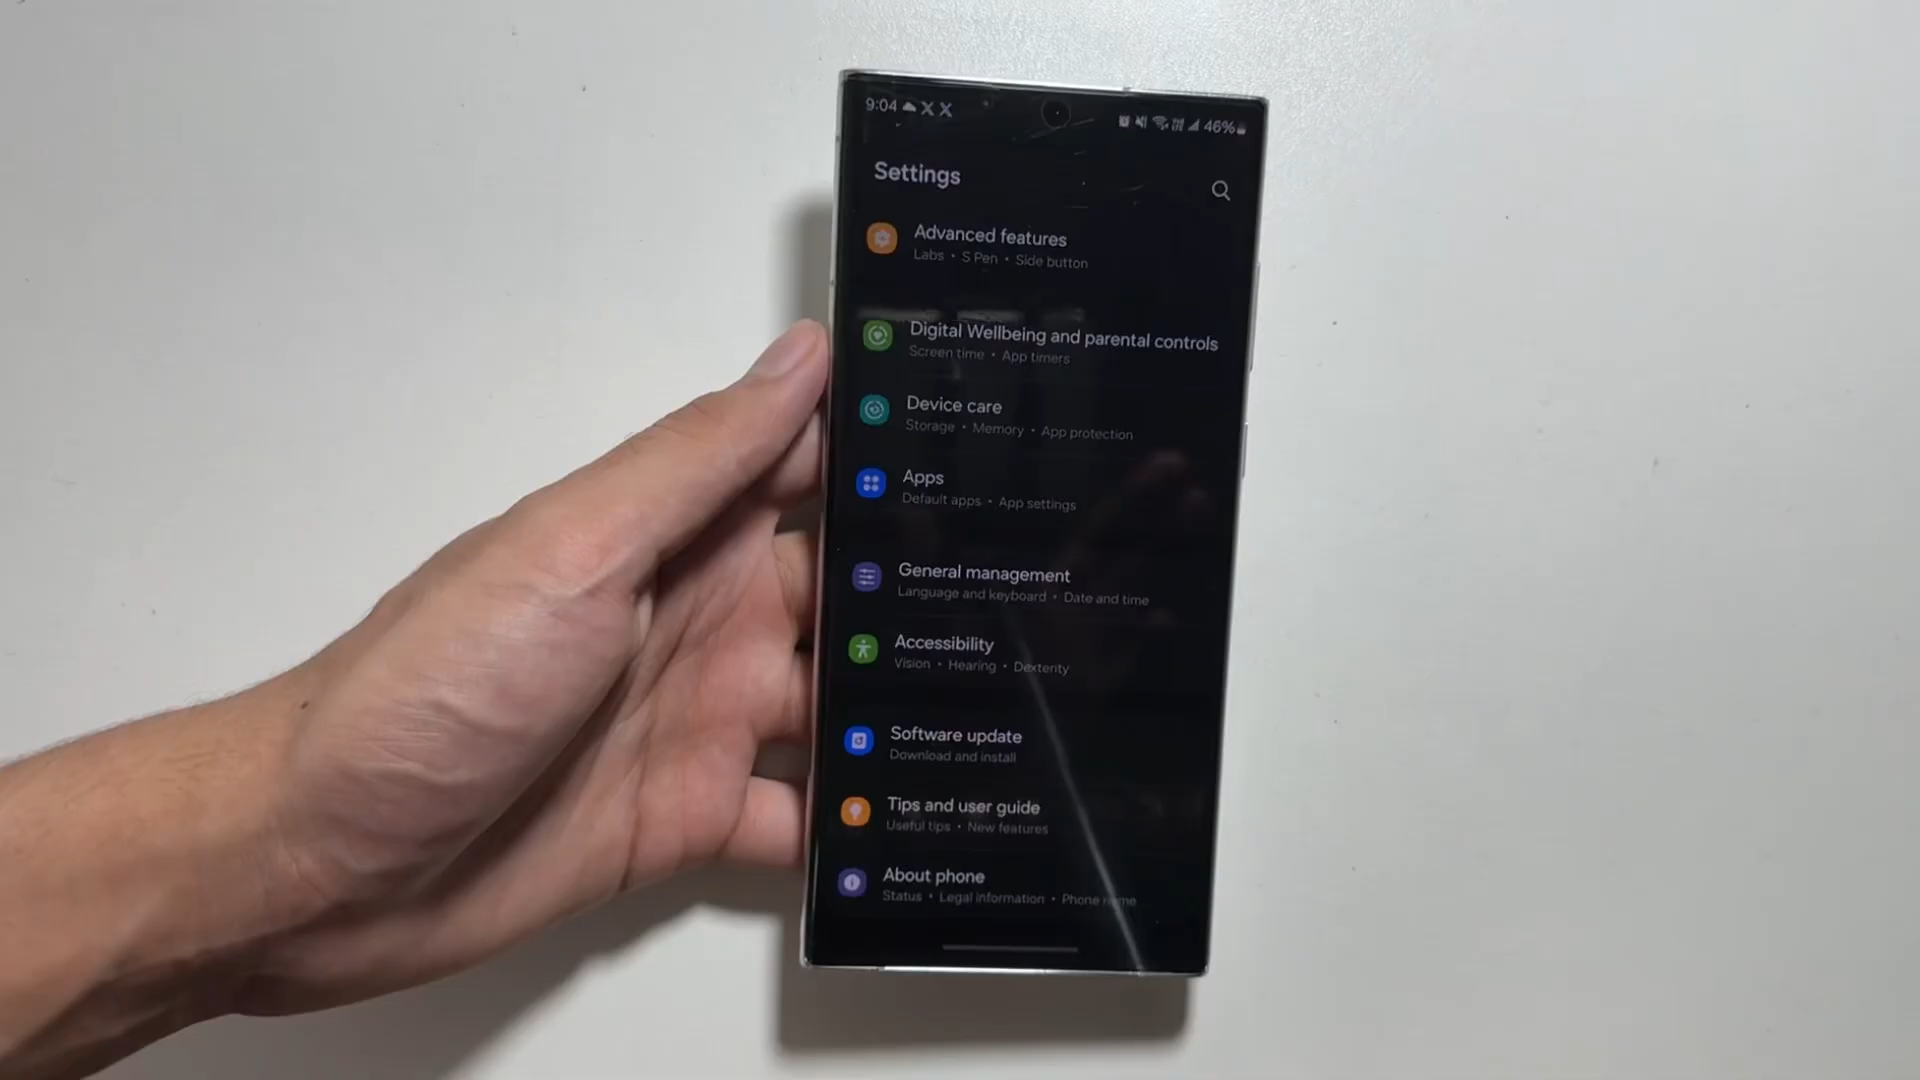 9:04
46%
Settings
Advanced features
Labs • S Pen • Side button
Digital Wellbeing and parental controls
Screen time • App timers
Device care
Storage • Memory • App protection
Apps
Default apps • App settings
General management
Language and keyboard • Date and time
Accessibility
Vision • Hearing • Dexterity
Software update
Download and install
Tips and user guide
Useful tips • New features
About phone
Status • Legal information • Phone name